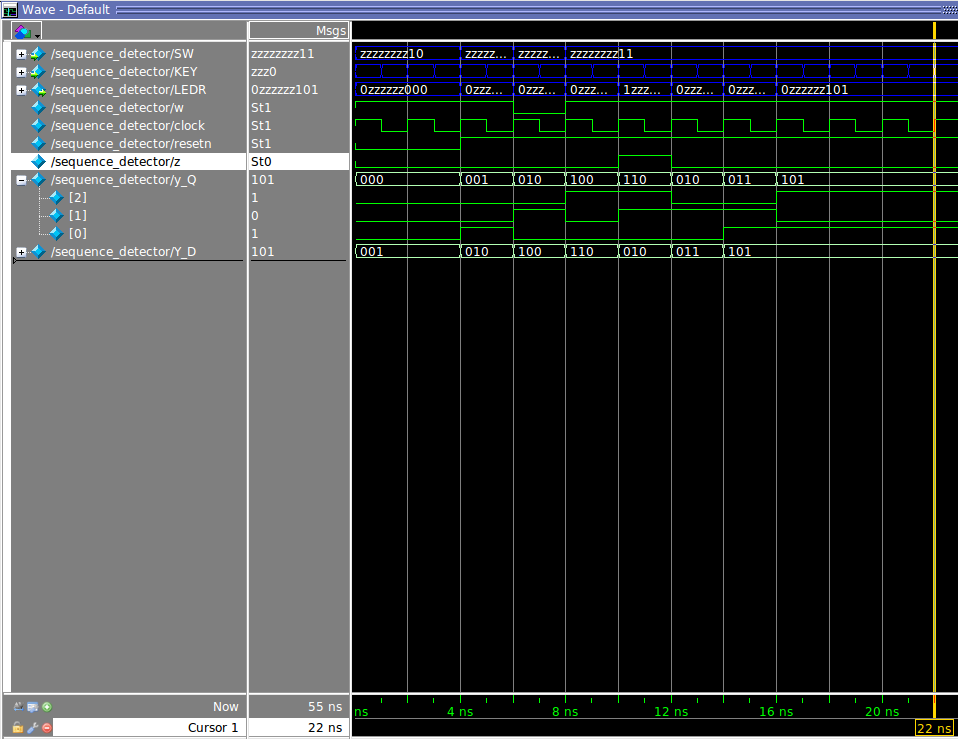 Wave - Default
Msgs
/sequence_detector/SW zzzzzzzz11 zzzzzzzz10 zzzzz... zzzzz... zzzzzzzz11
/sequence_detector/KEY zzz0
/sequence_detector/LEDR 0zzzzzz101 0zzzzzz000 0zzz... 0zzz... 0zzz... 1zzz... 0zzz... 0zzz... 0zzzzzz101
/sequence_detector/w St1
/sequence_detector/clock St1
/sequence_detector/resetn St1
/sequence_detector/z St0
/sequence_detector/y_Q 101 000 001 010 100 110 010 011 101
[2] 1
[1] 0
[0] 1
/sequence_detector/Y_D 101 001 010 100 110 010 011 101
Now 55 ns ns 4 ns 8 ns 12 ns 16 ns 20 ns
Cursor 1 22 ns 22 ns